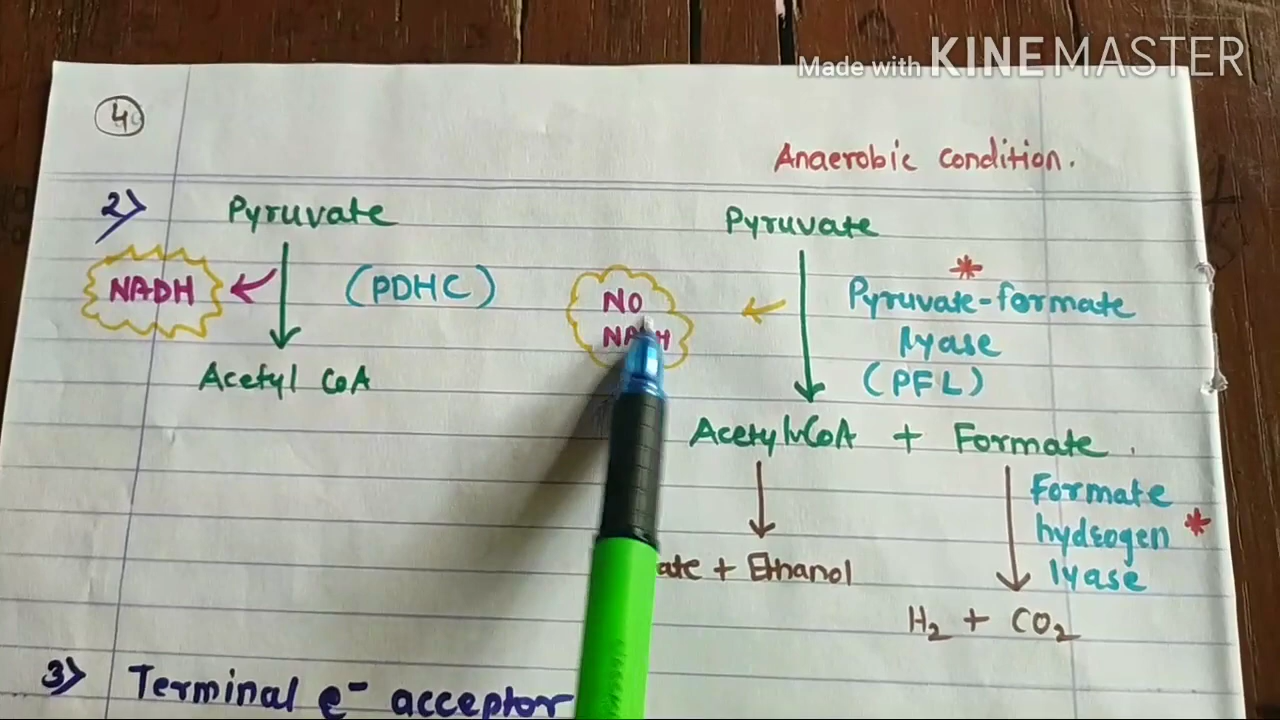 Made with KINEMASTER
4
Anaerobic condition.
2)
Pyruvate
NADH
(PDHC)
Acetyl CoA
Pyruvate
NO
Pyruvate-formate
lyase
(PFL)
Acetyl CoA + Formate.
Formate
hydrogen
lyase
+ Ethanol
H₂ + CO₂
3) Terminal e⁻ acceptor